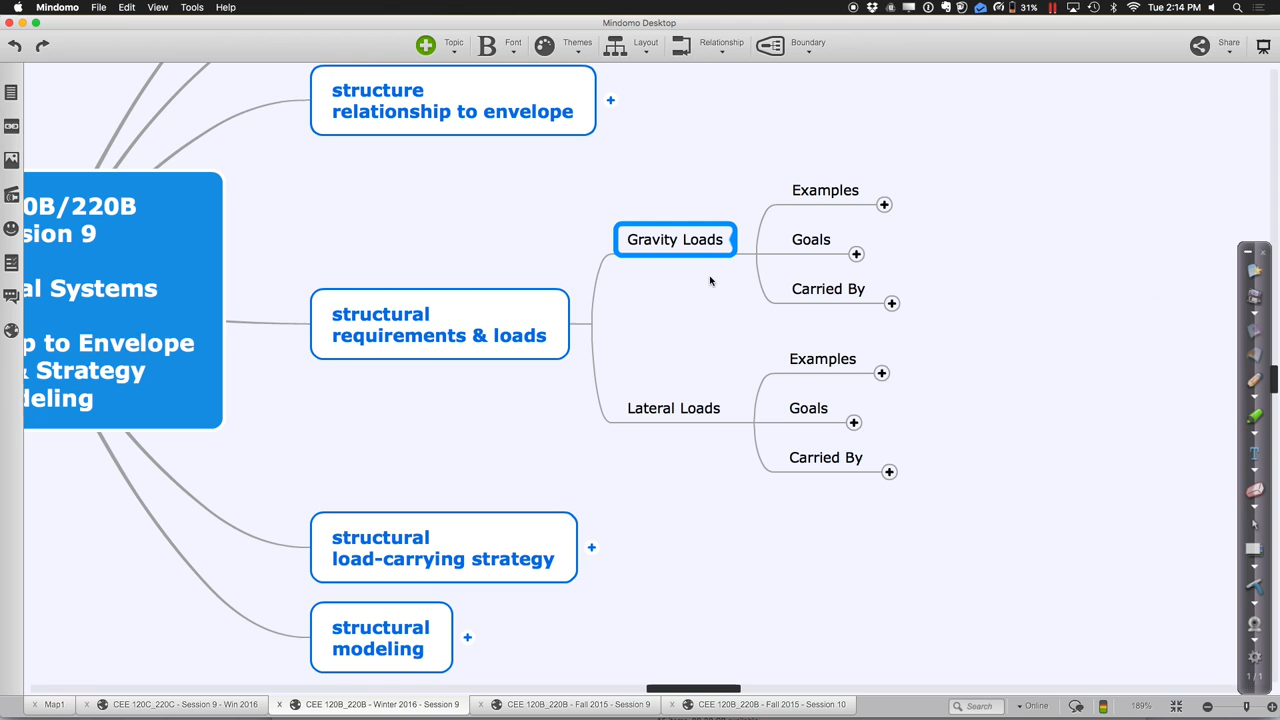 Mindomo File Edit View Tools Help 31% Tue 2:14 PM
Mindomo Desktop
Topic Font Themes Layout Relationship Boundary Share
structure
relationship to envelope
0B/220B
sion 9
al Systems
p to Envelope
& Strategy
deling
structural
requirements & loads
Gravity Loads
Examples
Goals
Carried By
Lateral Loads
Examples
Goals
Carried By
structural
load-carrying strategy
structural
modeling
1/1
Map1 CEE 120C_220C - Session 9 - Win 2016 CEE 120B_220B - Winter 2016 - Session 9 CEE 120B_220B - Fall 2015 - Session 9 CEE 120B_220B - Fall 2015 - Session 10 Search Online 189%